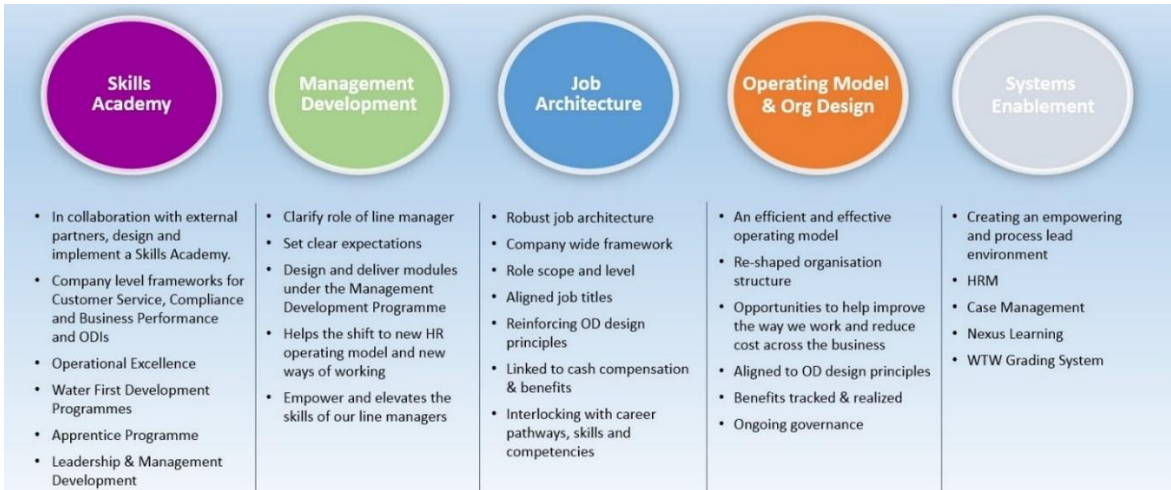 Skills
Academy
Management
Development
Job
Architecture
Operating Model
& Org Design
Systems
Enablement
• In collaboration with external
partners, design and
implement a Skills Academy.
• Company level frameworks for
Customer Service, Compliance
and Business Performance
and ODIs
• Operational Excellence
• Water First Development
Programmes
• Apprentice Programme
• Leadership & Management
Development
• Clarify role of line manager
• Set clear expectations
• Design and deliver modules
under the Management
Development Programme
• Helps the shift to new HR
operating model and new
ways of working
• Empower and elevates the
skills of our line managers
• Robust job architecture
• Company wide framework
• Role scope and level
• Aligned job titles
• Reinforcing OD design
principles
• Linked to cash compensation
& benefits
• Interlocking with career
pathways, skills and
competencies
• An efficient and effective
operating model
• Re-shaped organisation
structure
• Opportunities to help improve
the way we work and reduce
cost across the business
• Aligned to OD design principles
• Benefits tracked & realized
• Ongoing governance
• Creating an empowering
and process lead
environment
• HRM
• Case Management
• Nexus Learning
• WTW Grading System